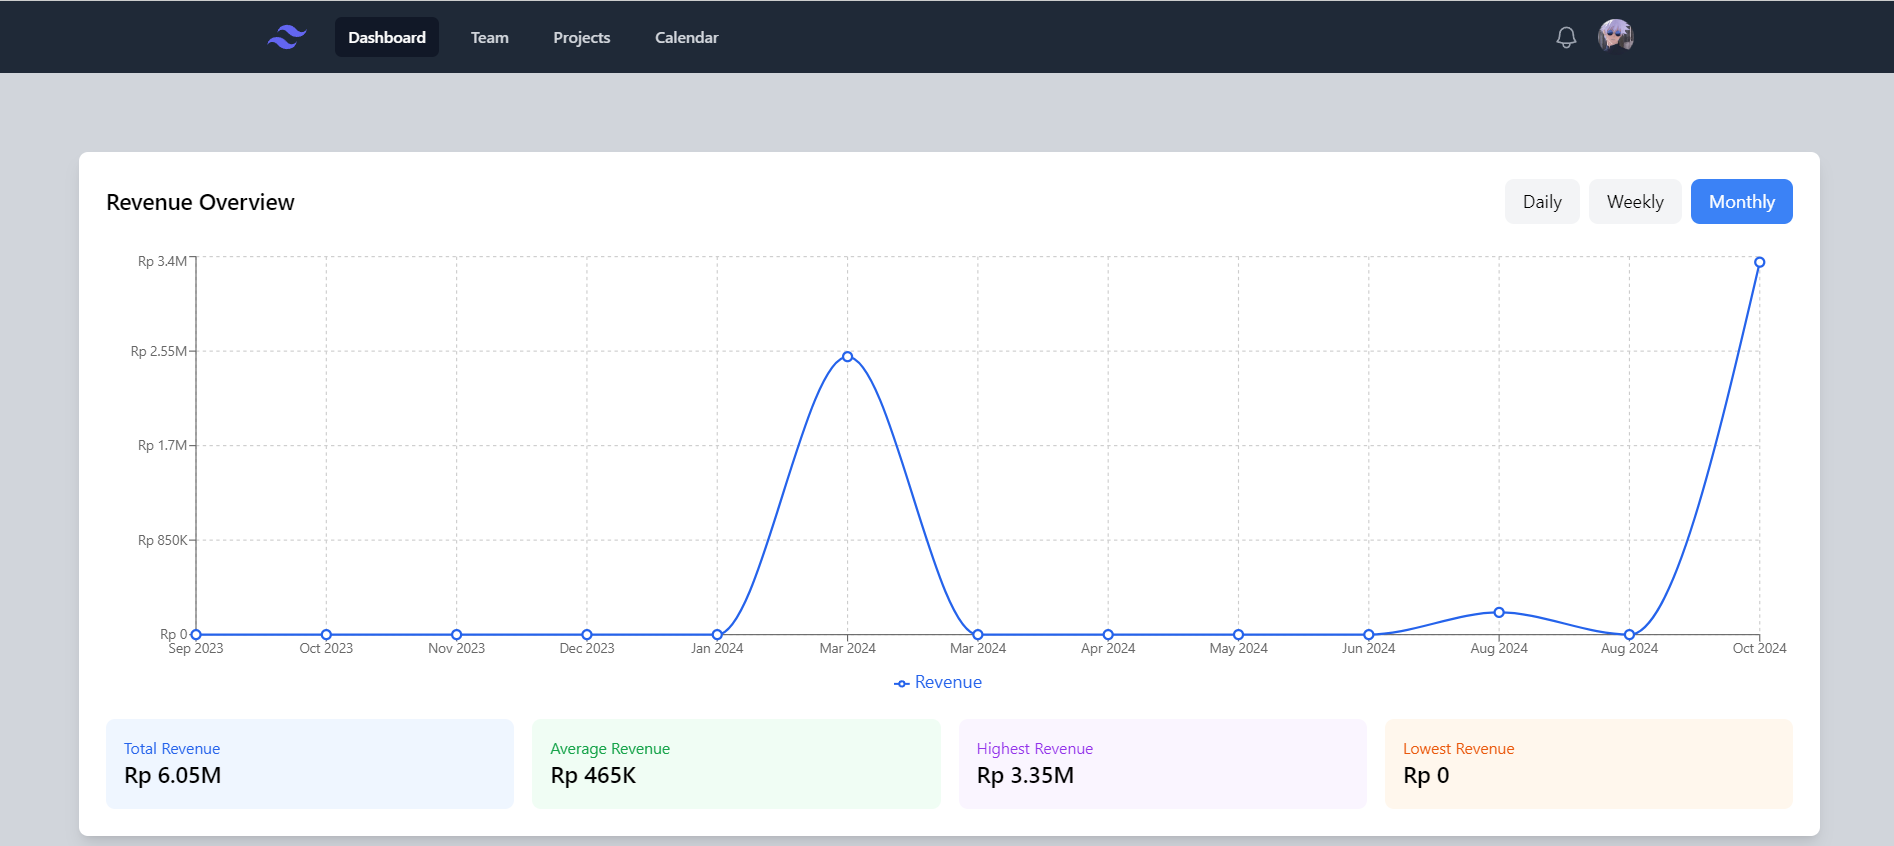 Dashboard Team Projects Calendar
Revenue Overview
Daily Weekly Monthly
Rp 3.4M
Rp 2.55M
Rp 1.7M
Rp 850K
Rp 0
Sep 2023 Oct 2023 Nov 2023 Dec 2023 Jan 2024 Mar 2024 Mar 2024 Apr 2024 May 2024 Jun 2024 Aug 2024 Aug 2024 Oct 2024
Revenue
Total Revenue
Rp 6.05M
Average Revenue
Rp 465K
Highest Revenue
Rp 3.35M
Lowest Revenue
Rp 0